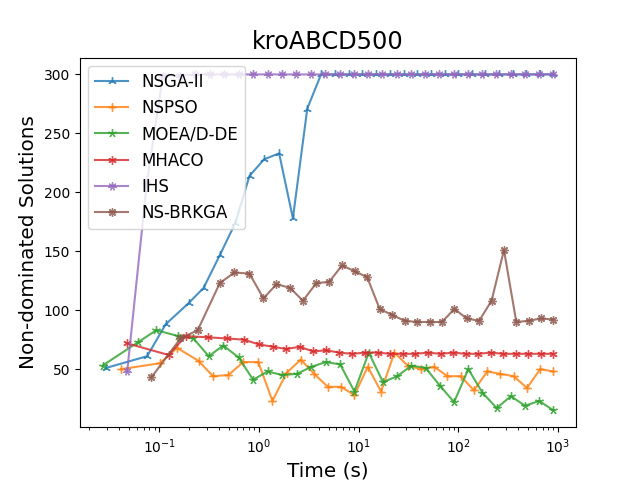 kroABCD500
Non-dominated Solutions
300
250
200
150
100
50
NSGA-II
NSPSO
MOEA/D-DE
MHACO
IHS
NS-BRKGA
10⁻¹ 10⁰ 10¹ 10² 10³
Time (s)